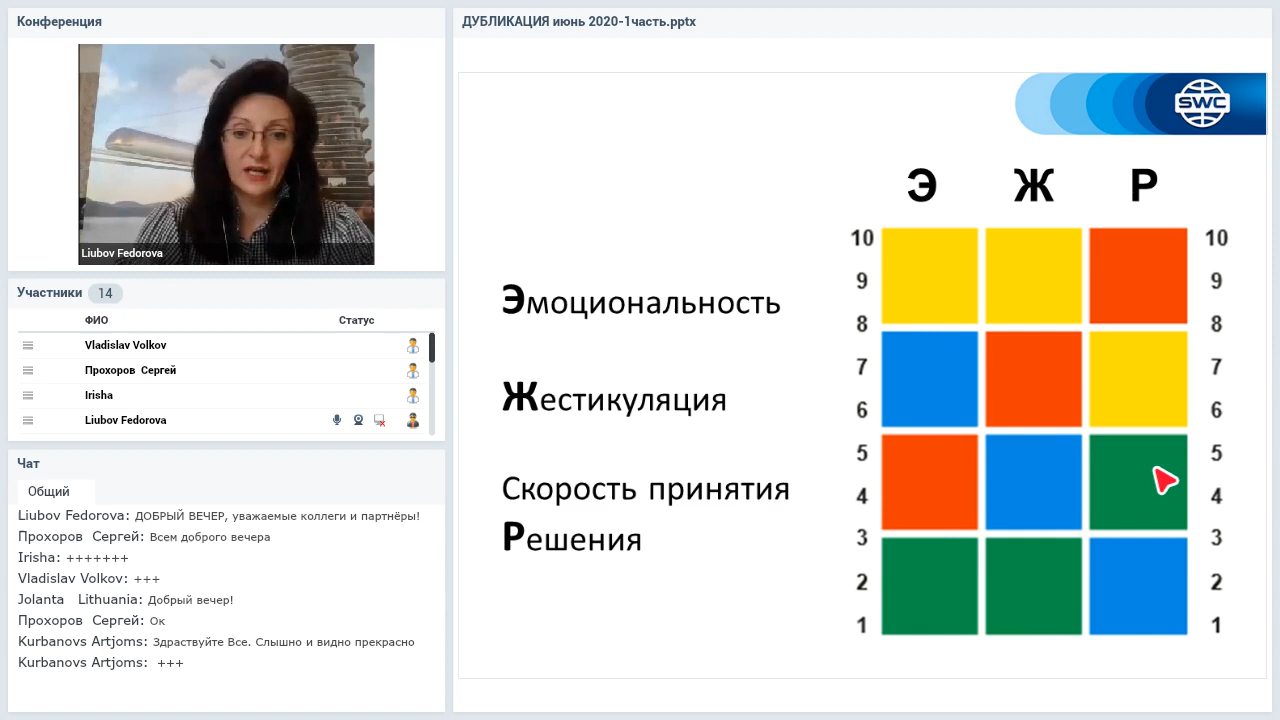 Конференция
Liubov Fedorova
Участники 14
ФИО Статус
Vladislav Volkov
Прохоров Сергей
Irisha
Liubov Fedorova
Чат
Общий
Liubov Fedorova: ДОБРЫЙ ВЕЧЕР, уважаемые коллеги и партнёры!
Прохоров Сергей: Всем доброго вечера
Irisha: +++++++
Vladislav Volkov: +++
Jolanta Lithuania: Добрый вечер!
Прохоров Сергей: Ок
Kurbanovs Artjoms: Здраствуйте Все. Слышно и видно прекрасно
Kurbanovs Artjoms: +++
ДУБЛИКАЦИЯ июнь 2020-1часть.pptx
SWC
Эмоциональность
Жестикуляция
Скорость принятия
Решения
Э Ж Р
10 10
9 9
8 8
7 7
6 6
5 5
4 4
3 3
2 2
1 1